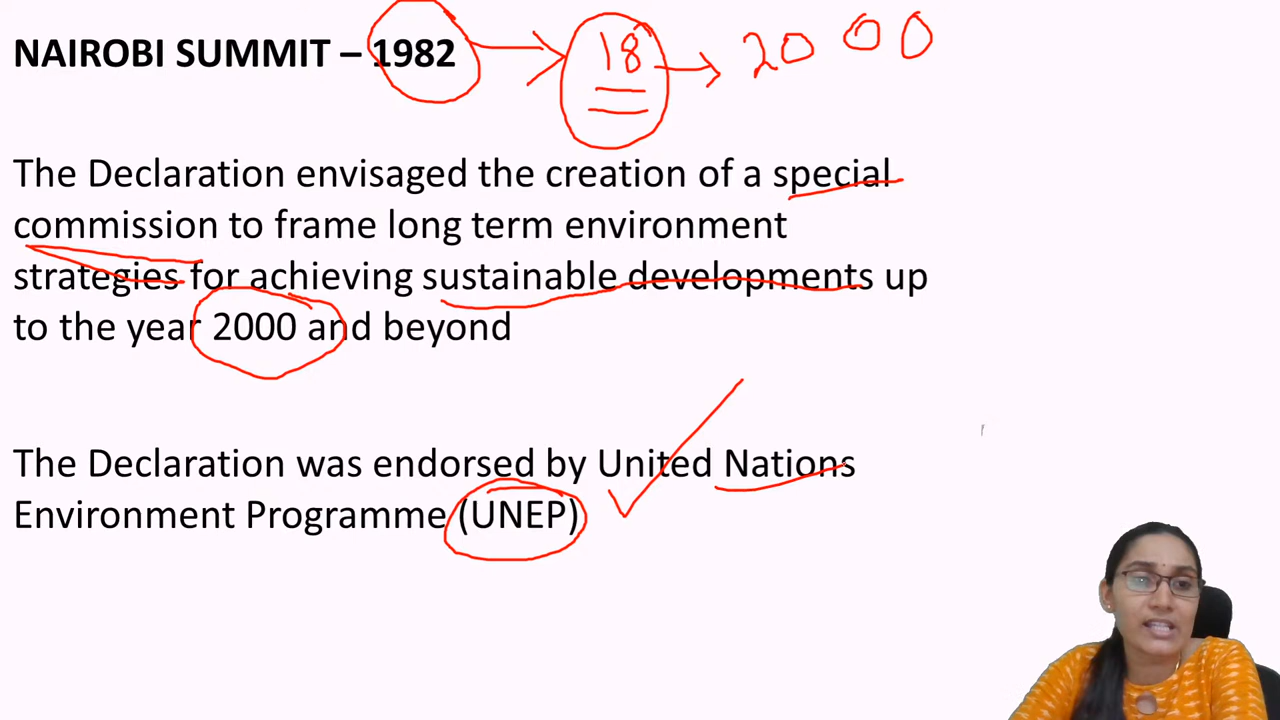 NAIROBI SUMMIT – 1982 18 2000
The Declaration envisaged the creation of a special
commission to frame long term environment
strategies for achieving sustainable developments up
to the year 2000 and beyond
The Declaration was endorsed by United Nations
Environment Programme (UNEP)